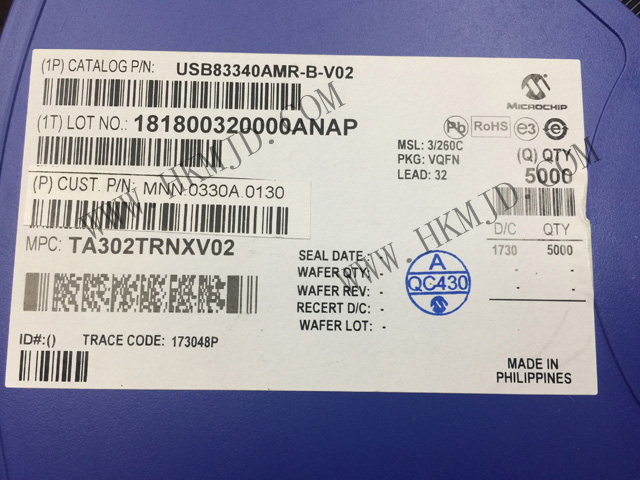 (1P) CATALOG P/N: USB83340AMR-B-V02
MICROCHIP
(1T) LOT NO.: 181800320000ANAP
Pb RoHS e3 e
MSL: 3/260C
PKG: VQFN
LEAD: 32
(Q) QTY
5000
(P) CUST. P/N: MNN 0330A 0130
D/C QTY
1730 5000
- -
- -
MPC: TA302TRNXV02
SEAL DATE:
WAFER QTY: -
WAFER REV: -
RECERT D/C: -
WAFER LOT: -
A
QC430
ID#:() TRACE CODE: 173048P
MADE IN
PHILIPPINES
WWW.HKMJD.COM
WWW.HKMJD.COM